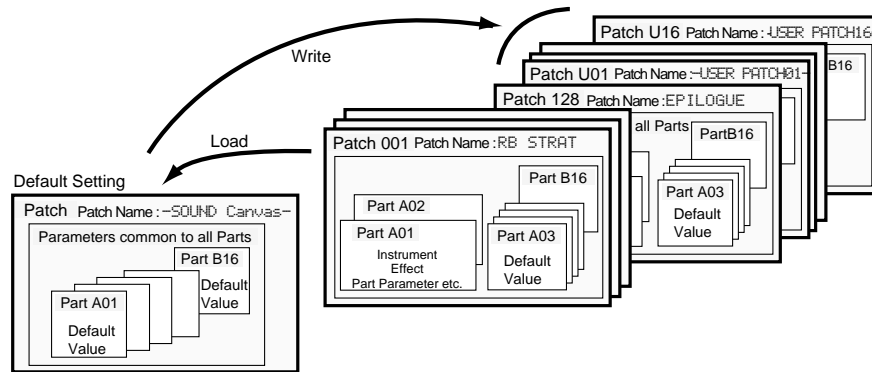 Patch U16 Patch Name : -USER PATCH16
B16
Write
Patch U01 Patch Name : -USER PATCH01-
Patch 128 Patch Name : EPILOGUE
all Parts
PartB16
Part A03
Default
Value
Load
Patch 001 Patch Name : RB STRAT
Part B16
Part A02
Part A01
Instrument
Effect
Part Parameter etc.
Part A03
Default
Value
Default Setting
Patch Patch Name : -SOUND Canvas-
Parameters common to all Parts
Part B16
Default
Value
Part A01
Default
Value